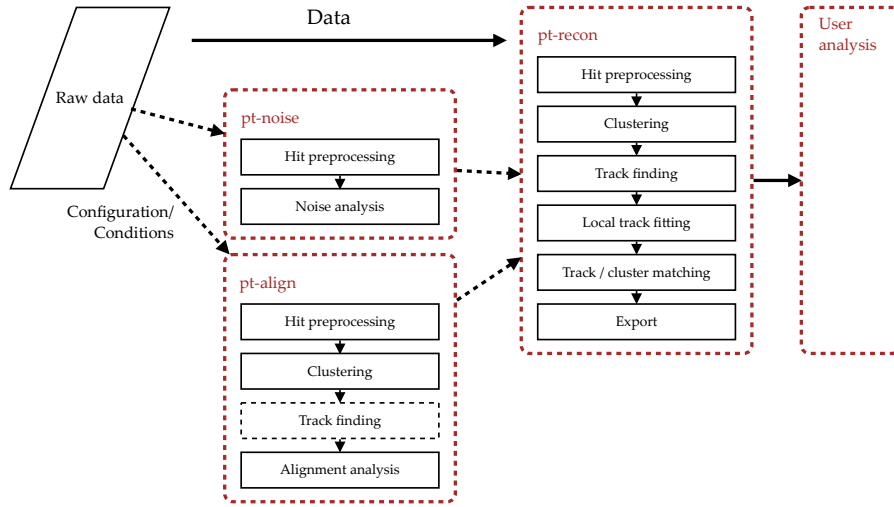 Data
Raw data
Configuration/
Conditions
pt-noise
Hit preprocessing
Noise analysis
pt-align
Hit preprocessing
Clustering
Track finding
Alignment analysis
pt-recon
Hit preprocessing
Clustering
Track finding
Local track fitting
Track / cluster matching
Export
User
analysis